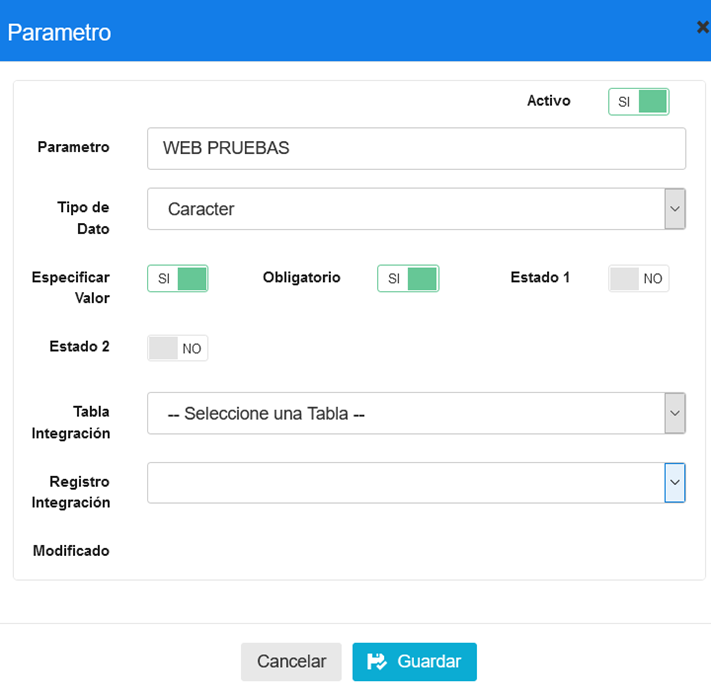 Parametro
Activo SI
Parametro WEB PRUEBAS
Tipo de Caracter
Dato
Especificar SI Obligatorio SI Estado 1 NO
Valor
Estado 2 NO
Tabla -- Seleccione una Tabla --
Integración
Registro
Integración
Modificado
Cancelar Guardar